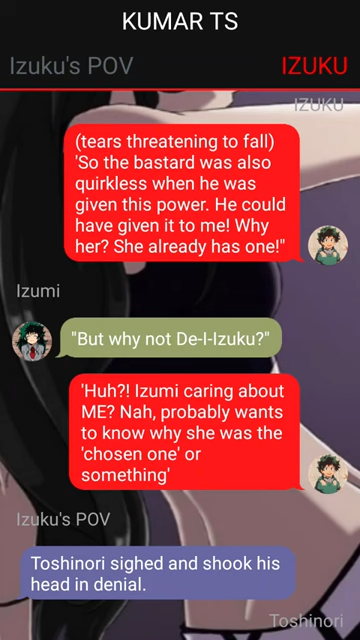 KUMAR TS
Izuku's POV
IZUKU
IZUKU
(tears threatening to fall)
'So the bastard was also
quirkless when he was
given this power. He could
have given it to me! Why
her? She already has one!"
Izumi
"But why not De-I-Izuku?"
'Huh?! Izumi caring about
ME? Nah, probably wants
to know why she was the
'chosen one' or
something'
Izuku's POV
Toshinori sighed and shook his
head in denial.
Toshinori